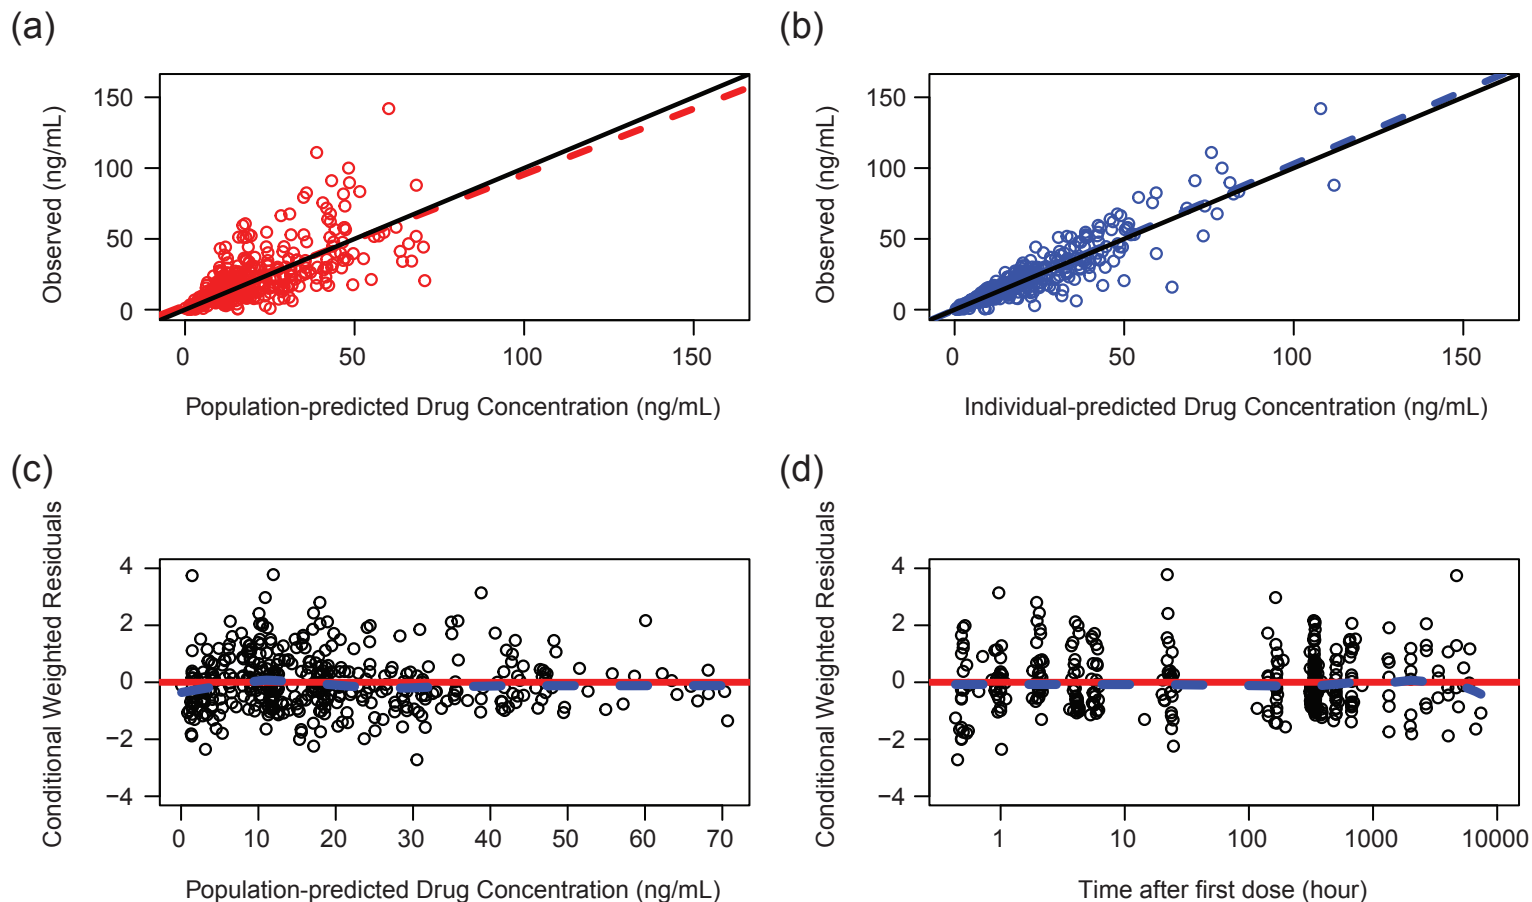 (a)
150
100
50
0
Observed (ng/mL)
0 50 100 150
Population-predicted Drug Concentration (ng/mL)
(b)
150
100
50
0
Observed (ng/mL)
0 50 100 150
Individual-predicted Drug Concentration (ng/mL)
(c)
4
2
0
−2
−4
Conditional Weighted Residuals
0 10 20 30 40 50 60 70
Population-predicted Drug Concentration (ng/mL)
(d)
4
2
0
−2
−4
Conditional Weighted Residuals
1 10 100 1000 10000
Time after first dose (hour)